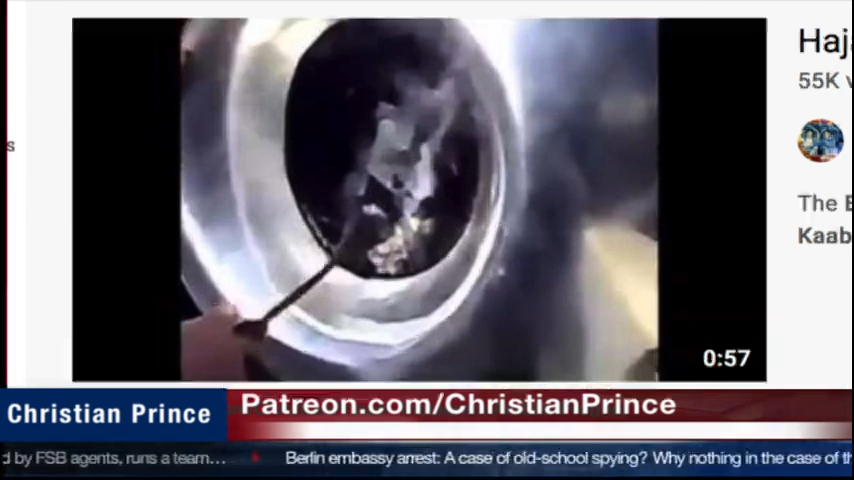 Haj
55K v
s
The
Kaab
0:57
Christian Prince
Patreon.com/ChristianPrince
d by FSB agents, runs a team...
Berlin embassy arrest: A case of old-school spying? Why nothing in the case of th